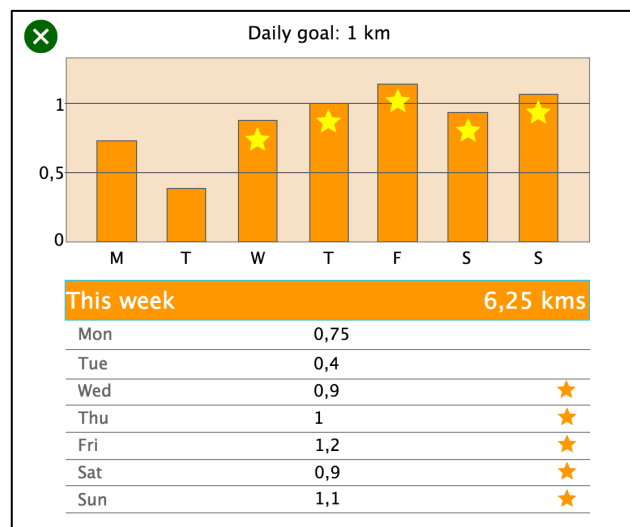 Daily goal: 1 km
1
0,5
0
M T W T F S S
This week 6,25 kms
Mon 0,75
Tue 0,4
Wed 0,9
Thu 1
Fri 1,2
Sat 0,9
Sun 1,1